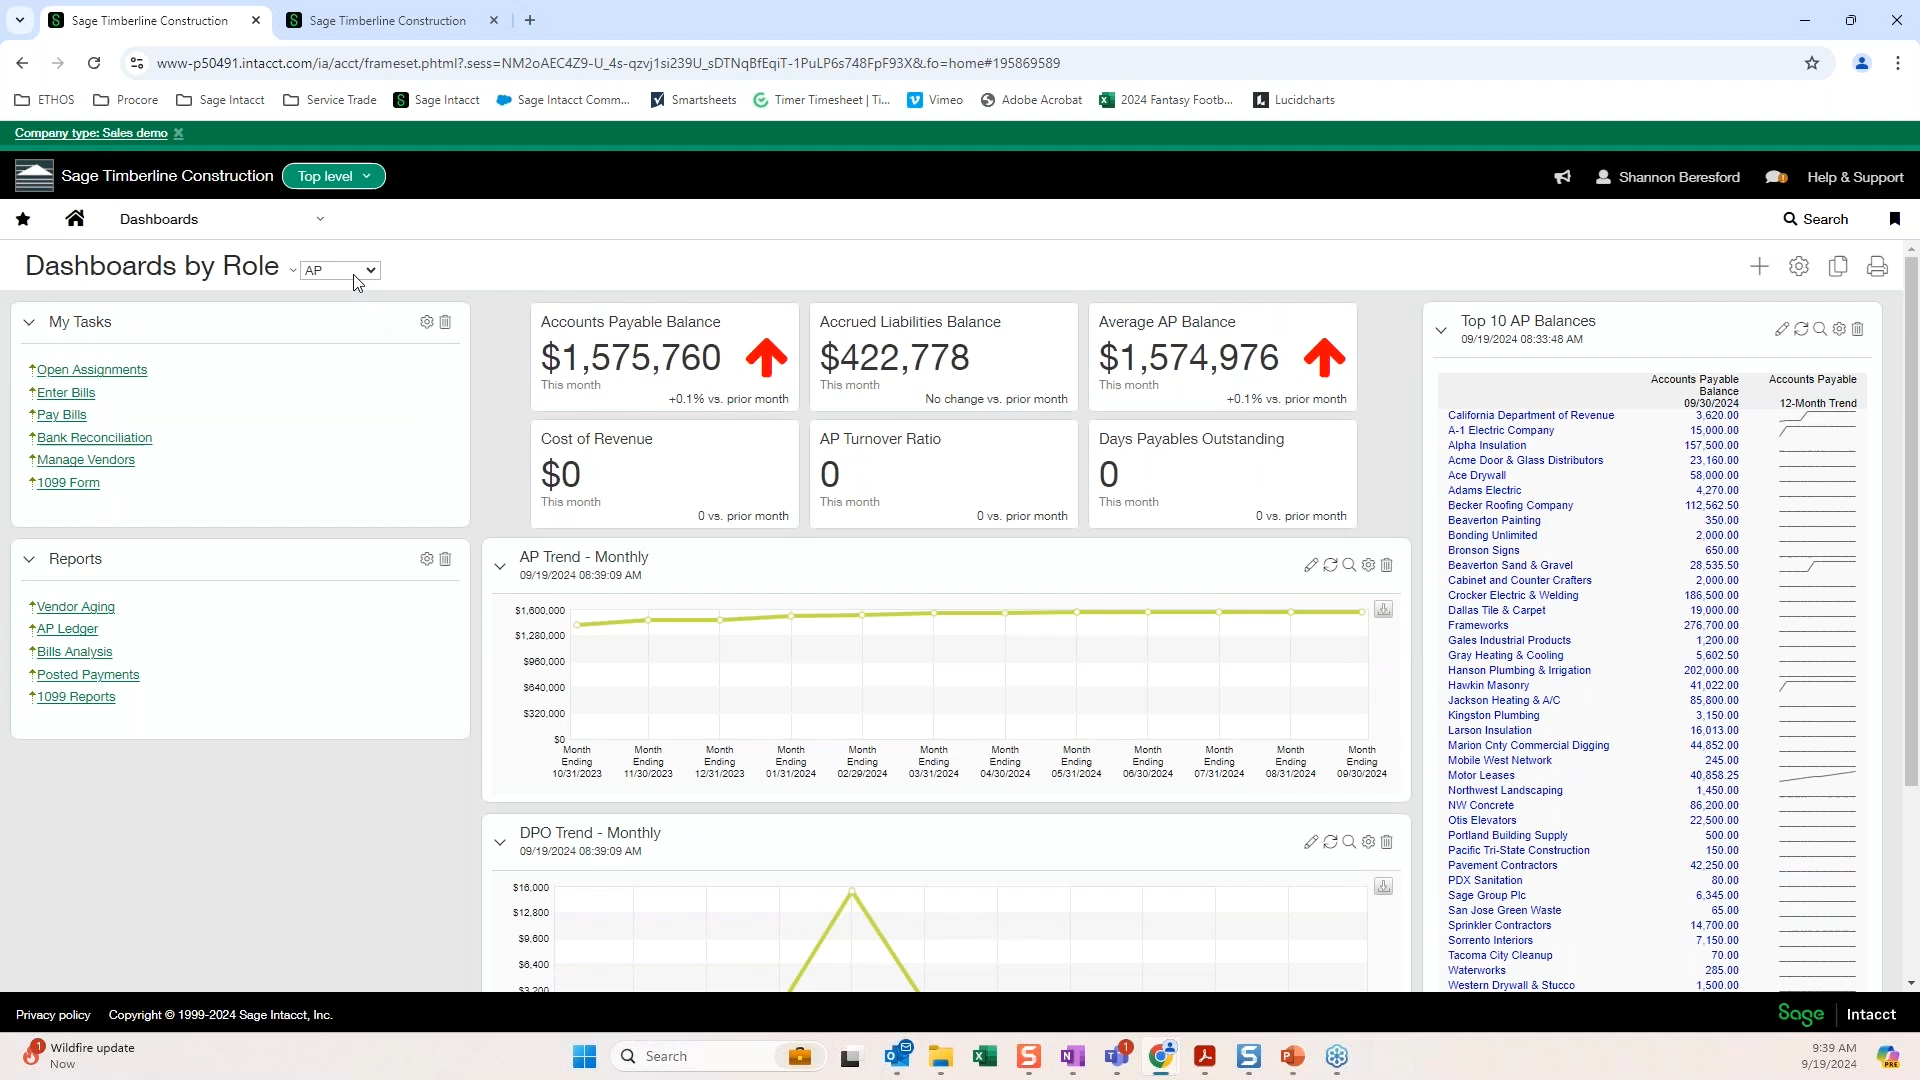 Sage Timberline Construction
Sage Timberline Construction
www-p50491.intacct.com/ia/acct/frameset.phtml?.sess=NM2oAEC4Z9-U_4s-qzvj1si239U_sDTNqBfEqiT-1PuLP6s748FpF93X&.fo=home#195869589
ETHOS Procore Sage Intacct Service Trade Sage Intacct Sage Intacct Comm... Smartsheets Timer Timesheet | Ti... Vimeo Adobe Acrobat 2024 Fantasy Footb... Lucidcharts
Company type: Sales demo
Sage Timberline Construction Top level Shannon Beresford Help & Support
Dashboards Search
Dashboards by Role AP
My Tasks
Open Assignments
Enter Bills
Pay Bills
Bank Reconciliation
Manage Vendors
1099 Form
Reports
Vendor Aging
AP Ledger
Bills Analysis
Posted Payments
1099 Reports
Accounts Payable Balance
$1,575,760
This month
+0.1% vs. prior month
Accrued Liabilities Balance
$422,778
This month
No change vs. prior month
Average AP Balance
$1,574,976
This month
+0.1% vs. prior month
Cost of Revenue
$0
This month
0 vs. prior month
AP Turnover Ratio
0
This month
0 vs. prior month
Days Payables Outstanding
0
This month
0 vs. prior month
AP Trend - Monthly
09/19/2024 08:39:09 AM
$1,600,000
$1,280,000
$960,000
$640,000
$320,000
$0
Month Month Month Month Month Month Month Month Month Month Month Month
Ending Ending Ending Ending Ending Ending Ending Ending Ending Ending Ending Ending
10/31/2023 11/30/2023 12/31/2023 01/31/2024 02/29/2024 03/31/2024 04/30/2024 05/31/2024 06/30/2024 07/31/2024 08/31/2024 09/30/2024
DPO Trend - Monthly
09/19/2024 08:39:09 AM
$16,000
$12,800
$9,600
$6,400
$3,200
Top 10 AP Balances
09/19/2024 08:33:48 AM
Accounts Payable Accounts Payable
Balance
09/30/2024 12-Month Trend
California Department of Revenue 3,620.00
A-1 Electric Company 15,000.00
Alpha Insulation 157,500.00
Acme Door & Glass Distributors 23,160.00
Ace Drywall 58,000.00
Adams Electric 4,270.00
Becker Roofing Company 112,562.50
Beaverton Painting 350.00
Bonding Unlimited 2,000.00
Bronson Signs 650.00
Beaverton Sand & Gravel 28,535.50
Cabinet and Counter Crafters 2,000.00
Crocker Electric & Welding 186,500.00
Dallas Tile & Carpet 19,000.00
Frameworks 276,700.00
Gales Industrial Products 1,200.00
Gray Heating & Cooling 5,602.50
Hanson Plumbing & Irrigation 202,000.00
Hawkin Masonry 41,022.00
Jackson Heating & A/C 85,800.00
Kingston Plumbing 3,150.00
Larson Insulation 16,013.00
Marion Cnty Commercial Digging 44,852.00
Mobile West Network 245.00
Motor Leases 40,858.25
Northwest Landscaping 1,450.00
NW Concrete 86,200.00
Otis Elevators 22,500.00
Portland Building Supply 500.00
Pacific Tri-State Construction 150.00
Pavement Contractors 42,250.00
PDX Sanitation 80.00
Sage Group Plc 6,345.00
San Jose Green Waste 65.00
Sprinkler Contractors 14,700.00
Sorrento Interiors 7,150.00
Tacoma City Cleanup 70.00
Waterworks 285.00
Western Drywall & Stucco 1,500.00
Privacy policy Copyright © 1999-2024 Sage Intacct, Inc. Sage Intacct
1 Wildfire update
Now
Search
1
9:39 AM
9/19/2024
PRE